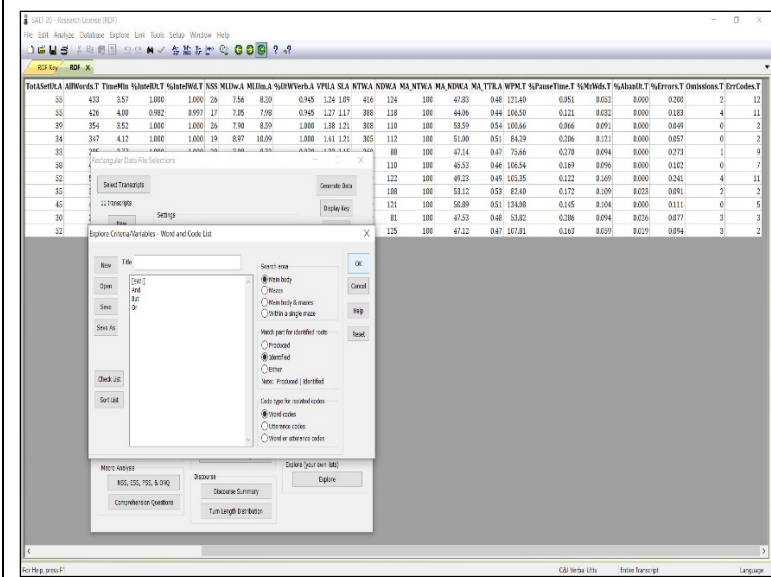 SALT 20 - Research License (RDF)
File Edit Analyze Database Explore Link Tools Setup Window Help
RDF Key RDF X
TotASetUt.A AllWords.T TimeMin %IntelUt.T %IntelWd.T NSS MLUw.A MLUm.A %UtWVerb.A VPU.A SI.A NTW.A NDW.A MA_NTW.A MA_NDW.A MA_TTR.A WPM.T %PauseTime.T %MzWds.T %AbanUt.T %Errors.T Omissions.T ErrCodes.T
55 433 3.57 1.000 1.000 26 7.56 8.20 0.945 1.24 1.09 416 124 100 47.83 0.48 121.40 0.051 0.052 0.000 0.200 2 12
55 426 4.00 0.982 0.997 17 7.05 7.98 0.945 1.27 1.17 388 118 100 44.06 0.44 106.50 0.121 0.032 0.000 0.183 4 11
39 354 3.52 1.000 1.000 26 7.90 8.59 1.000 1.38 1.21 308 110 100 53.59 0.54 100.66 0.066 0.091 0.000 0.049 0 2
34 347 4.12 1.000 1.000 19 8.97 10.09 1.000 1.41 1.21 305 112 100 51.00 0.51 84.29 0.206 0.121 0.000 0.057 0 2
33 88 100 47.14 0.47 75.66 0.270 0.094 0.000 0.273 1 9
58 110 100 45.53 0.46 106.54 0.169 0.096 0.000 0.102 0 7
52 122 100 49.23 0.49 105.35 0.122 0.169 0.000 0.241 4 11
35 108 100 53.12 0.53 82.40 0.172 0.109 0.023 0.091 2 2
45 121 100 50.89 0.51 134.08 0.145 0.104 0.000 0.111 0 5
30 81 100 47.53 0.48 53.82 0.286 0.094 0.026 0.077 3 3
52 125 100 47.12 0.47 107.81 0.163 0.059 0.019 0.094 3 2
Rectangular Data File Selections
Select Transcripts
Generate Data
11 transcripts
Display Key
Settings
Explore Criteria/Variables - Word and Code List
New
Open
Save
Save As
Check List
Sort List
Title
And
But
Or
Search area
Main body
Mazes
Main body & mazes
Within a single maze
Match part for identified roots
Produced
Identified
Either
Note: Produced | Identified
Code type for isolated codes
Word codes
Utterance codes
Word or utterance codes
OK
Cancel
Help
Reset
Macro Analysis
NSS, ESS, PSS, & ONQ
Comprehension Questions
Discourse
Discourse Summary
Turn Length Distribution
Explore (your own lists)
Explore
For Help, press F1
C&I Verbal Utts
Entire Transcript
Language